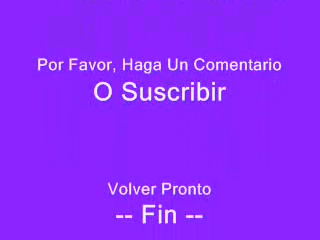 Por Favor, Haga Un Comentario
O Suscribir
Volver Pronto
-- Fin --